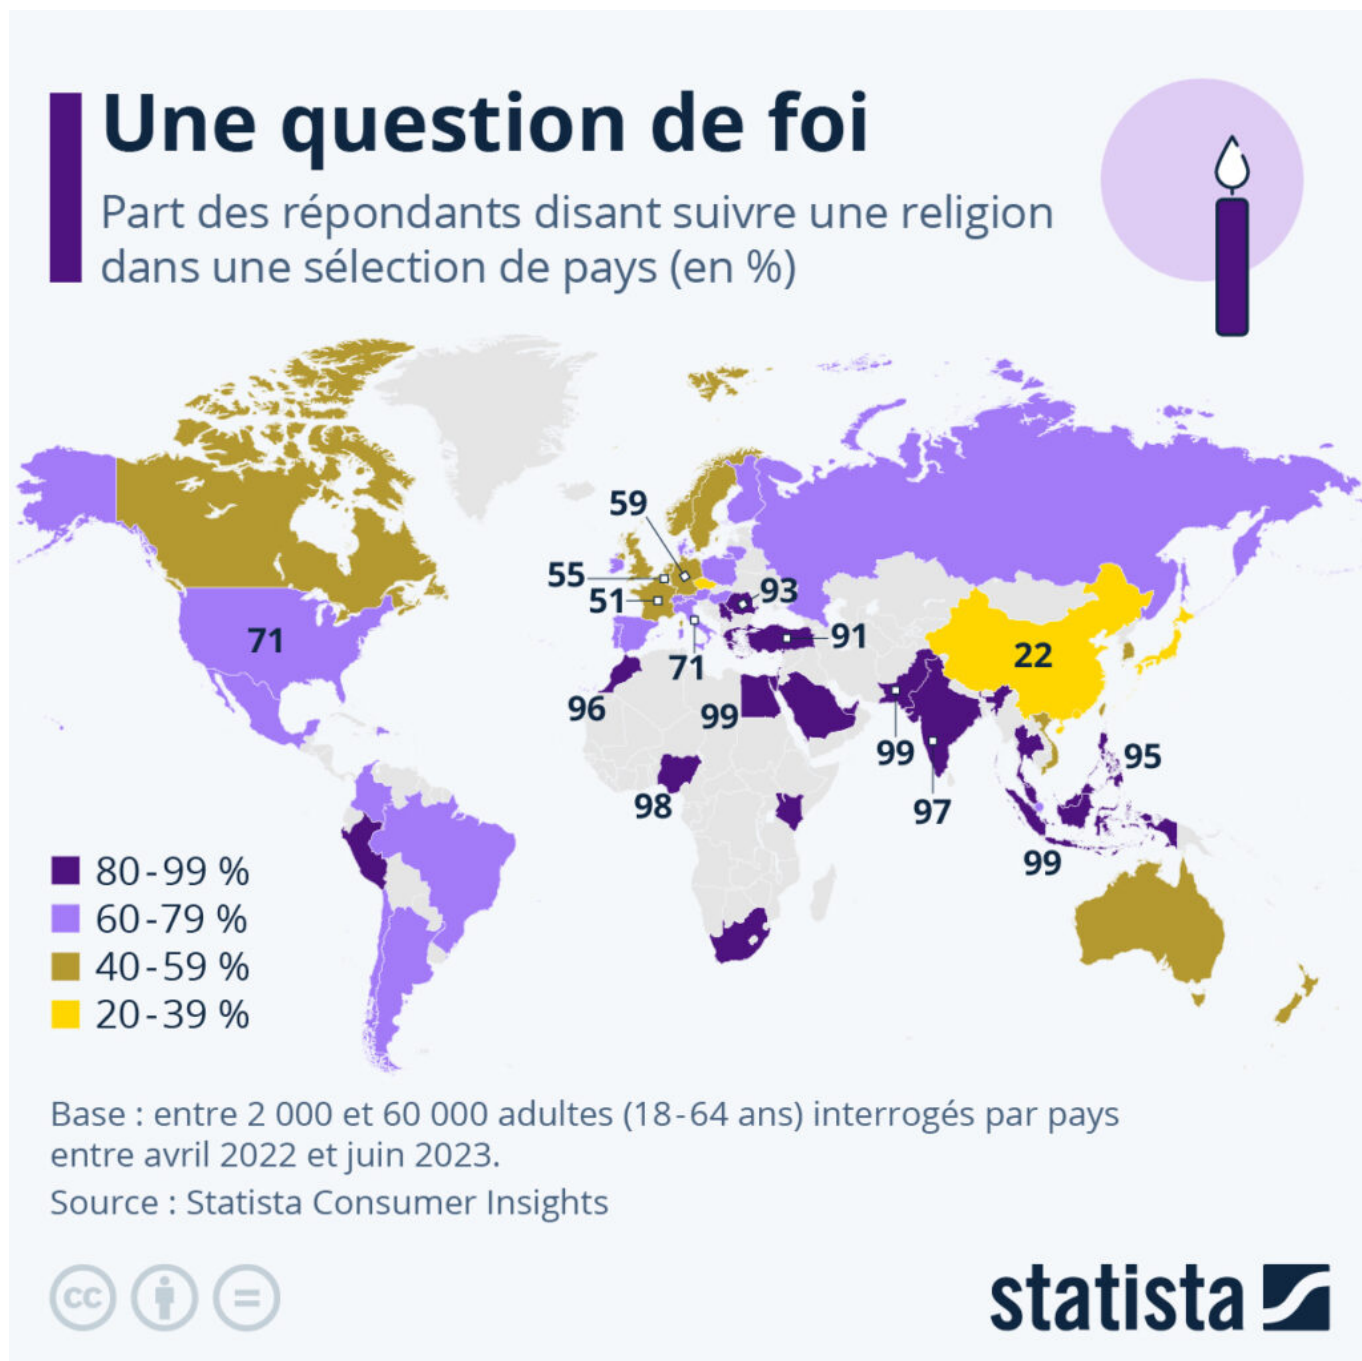 Une question de foi
Part des répondants disant suivre une religion
dans une sélection de pays (en %)
59
55
51
93
91
71
71
22
96
99
99
95
98
97
99
80-99 %
60-79 %
40-59 %
20-39 %
Base : entre 2 000 et 60 000 adultes (18-64 ans) interrogés par pays
entre avril 2022 et juin 2023.
Source : Statista Consumer Insights
cc
statista